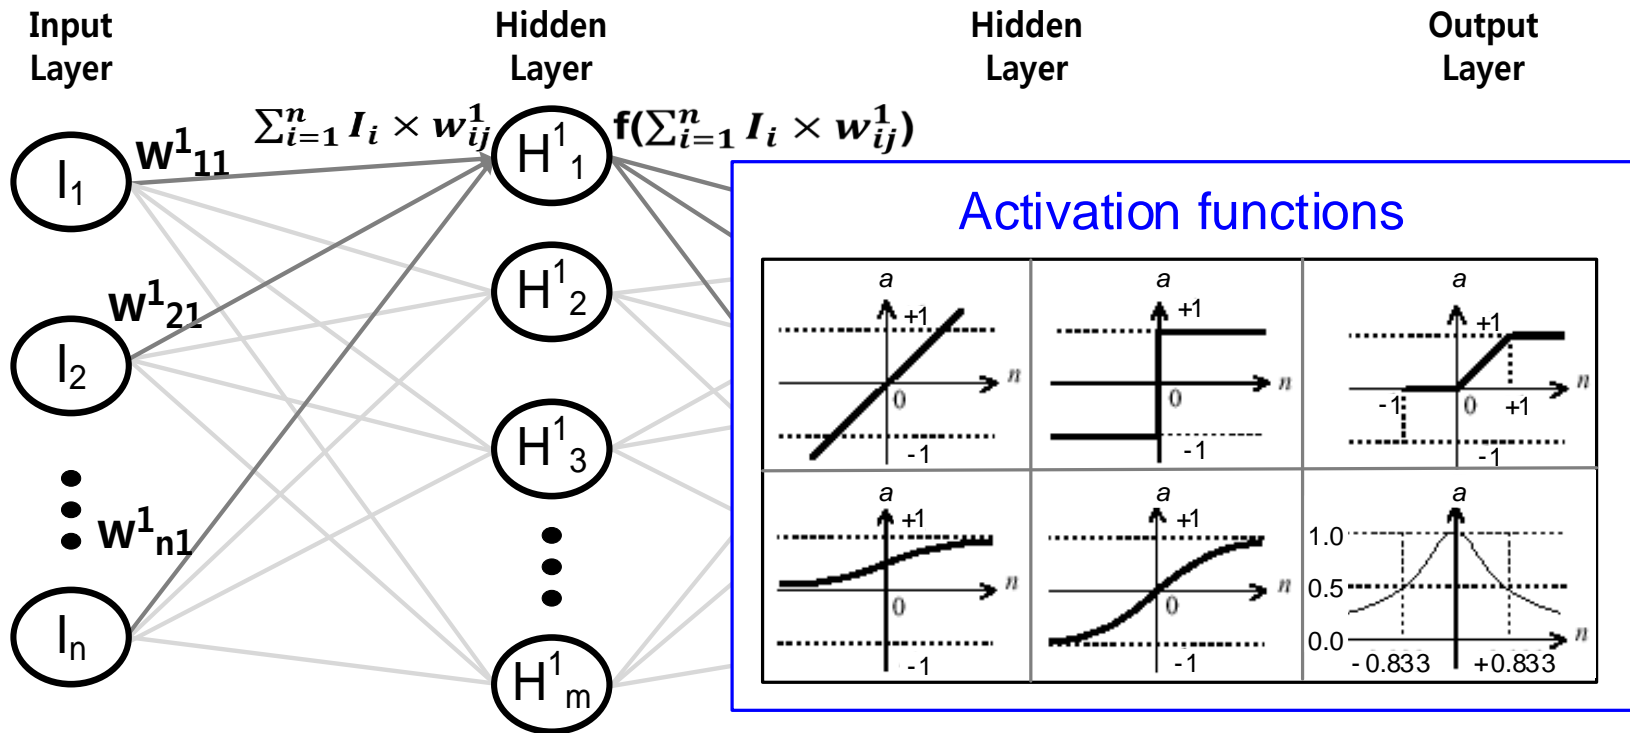 Input Layer
Hidden Layer
Hidden Layer
Output Layer
I₁
I₂
Iₙ
W¹₁₁
W¹₂₁
W¹ₙ₁
∑ⁿᵢ₌₁ Iᵢ × w¹ᵢⱼ
f(∑ⁿᵢ₌₁ Iᵢ × w¹ᵢⱼ)
H¹₁
H¹₂
H¹₃
H¹ₘ
Activation functions
a
+1
n
0
-1
a
+1
n
0
-1
a
+1
n
-1
0
+1
-1
a
+1
n
0
-1
a
+1
n
0
-1
a
1.0
0.5
0.0
n
-0.833
+0.833